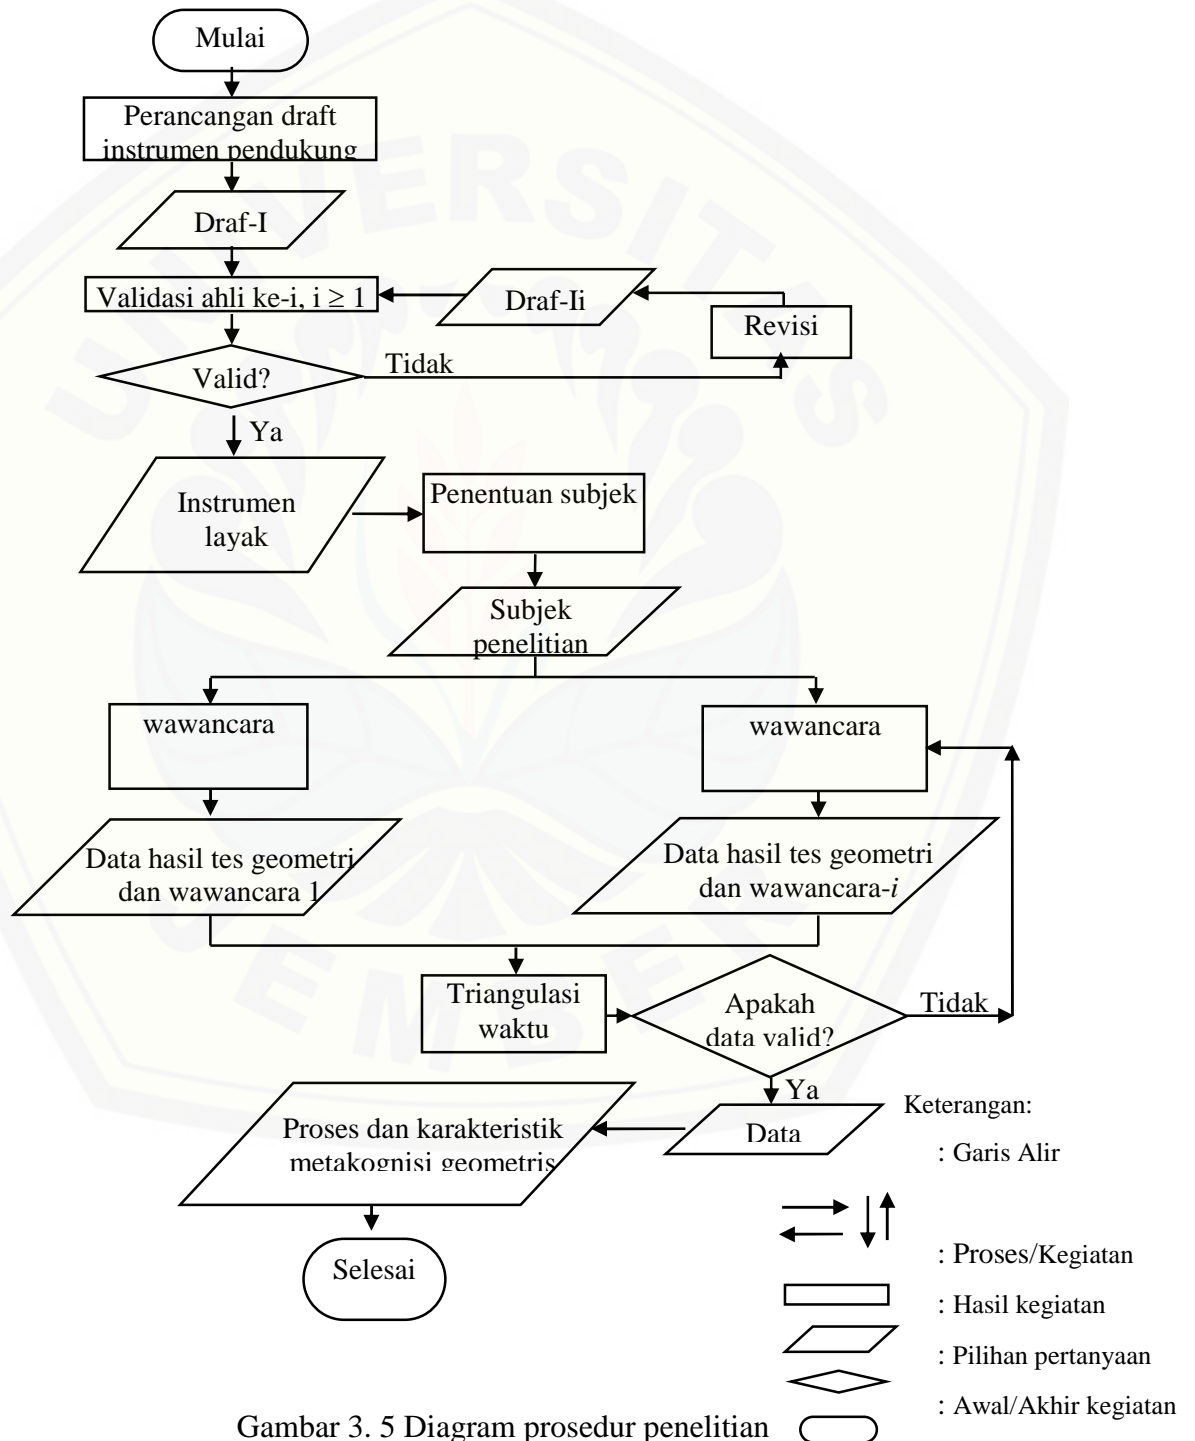 Mulai
Perancangan draft
instrumen pendukung
Draf-I
Validasi ahli ke-i, i ≥ 1
Draf-Ii
Revisi
Valid?
Tidak
Ya
Instrumen
layak
Penentuan subjek
Subjek
penelitian
wawancara
wawancara
Data hasil tes geometri
dan wawancara 1
Data hasil tes geometri
dan wawancara-i
Triangulasi
waktu
Apakah
data valid?
Tidak
Ya
Data
Proses dan karakteristik
metakognisi geometris
Selesai
Keterangan:
: Garis Alir
: Proses/Kegiatan
: Hasil kegiatan
: Pilihan pertanyaan
: Awal/Akhir kegiatan
Gambar 3. 5 Diagram prosedur penelitian
UNIVERSITAS
JEMBER